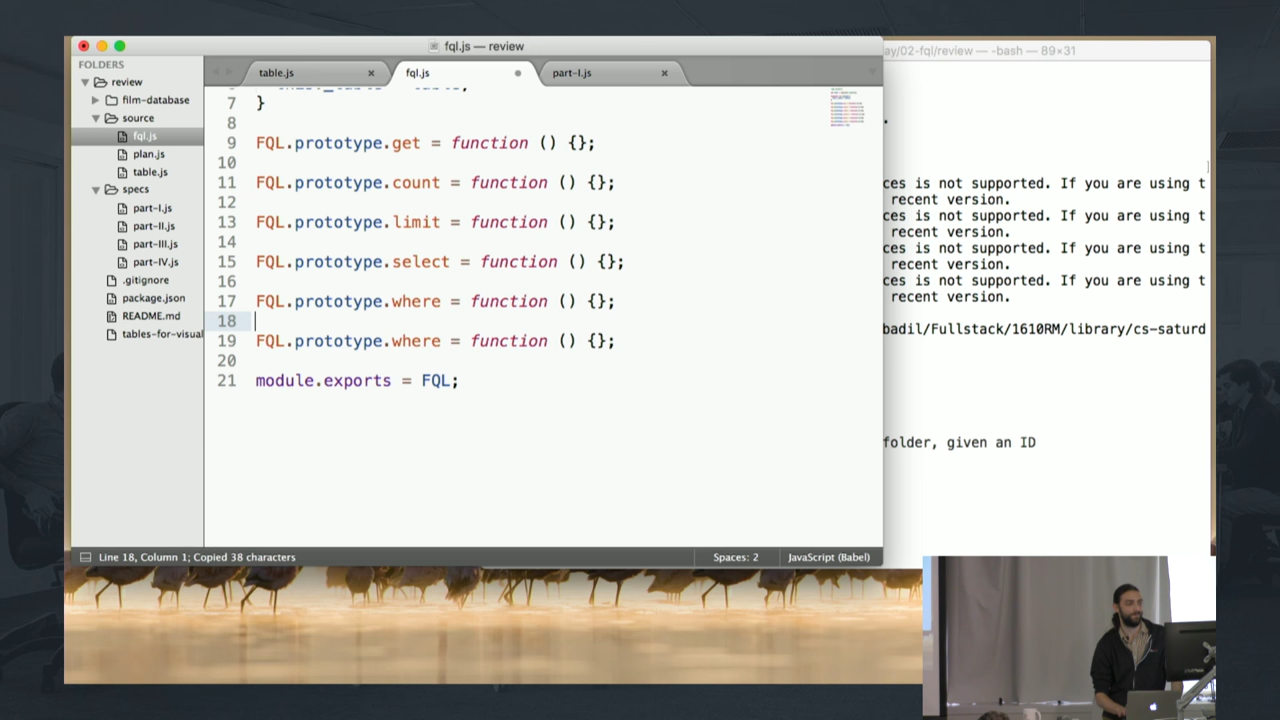 fql.js — review
ay/02-fql/review — -bash — 89×31
FOLDERS
review
film-database
source
fql.js
plan.js
table.js
specs
part-I.js
part-II.js
part-III.js
part-IV.js
.gitignore
package.json
README.md
tables-for-visual
table.js
fql.js
part-I.js
7 }
8
9 FQL.prototype.get = function () {};
10
11 FQL.prototype.count = function () {};
12
13 FQL.prototype.limit = function () {};
14
15 FQL.prototype.select = function () {};
16
17 FQL.prototype.where = function () {};
18
19 FQL.prototype.where = function () {};
20
21 module.exports = FQL;
.
ces is not supported. If you are using t
recent version.
ces is not supported. If you are using t
recent version.
ces is not supported. If you are using t
recent version.
ces is not supported. If you are using t
recent version.
badil/Fullstack/1610RM/library/cs-saturd
folder, given an ID
Line 18, Column 1; Copied 38 characters
Spaces: 2
JavaScript (Babel)